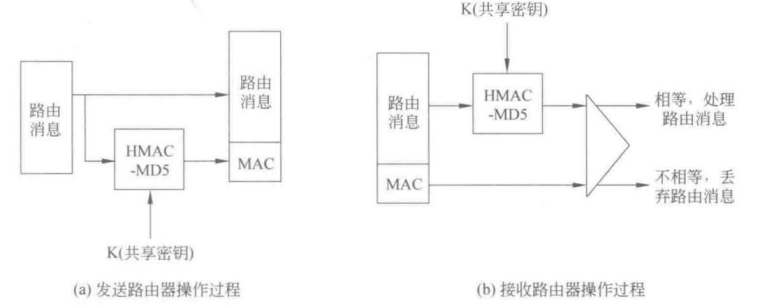 路由
消息
HMAC
-MD5
K(共享密钥)
路由
消息
MAC
(a) 发送路由器操作过程
K(共享密钥)
路由
消息
MAC
HMAC
-MD5
相等，处理
路由消息
不相等，丢
弃路由消息
(b) 接收路由器操作过程